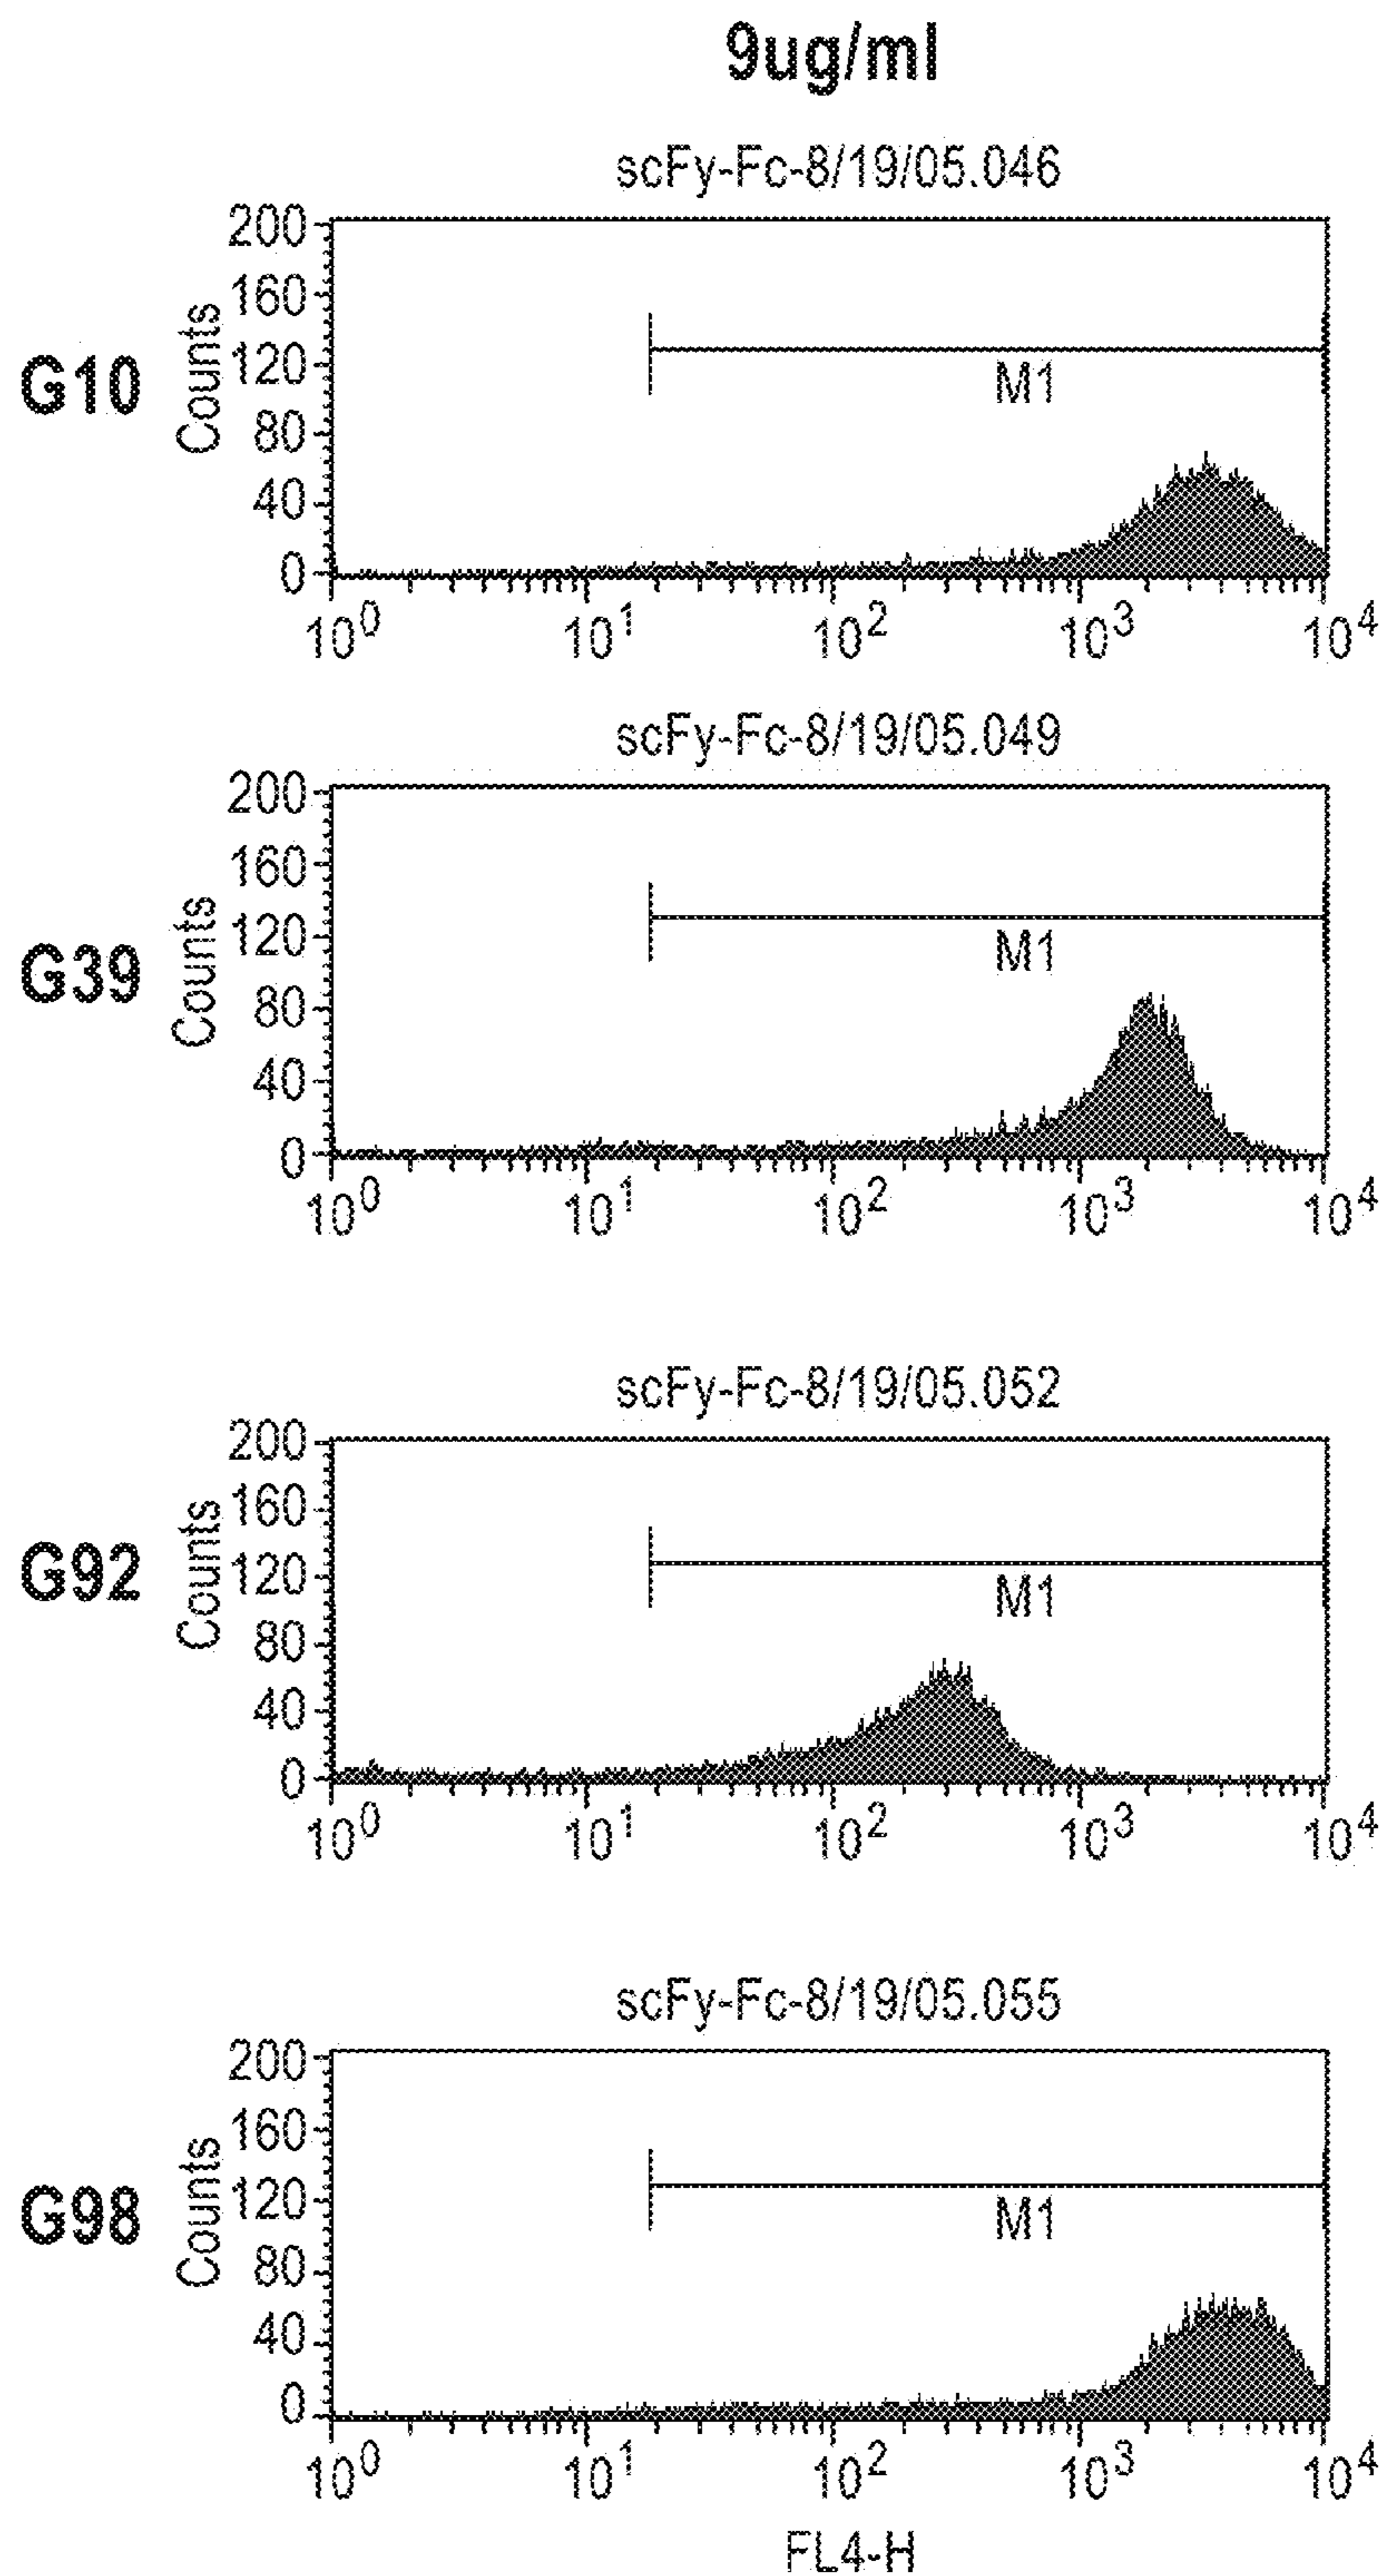 9ug/ml
scFy-Fc-8/19/05.046
G10
Counts
200
160
120
80
40
0
M1
10^0 10^1 10^2 10^3 10^4
scFy-Fc-8/19/05.049
G39
Counts
200
160
120
80
40
0
M1
10^0 10^1 10^2 10^3 10^4
scFy-Fc-8/19/05.052
G92
Counts
200
160
120
80
40
0
M1
10^0 10^1 10^2 10^3 10^4
scFy-Fc-8/19/05.055
G98
Counts
200
160
120
80
40
0
M1
10^0 10^1 10^2 10^3 10^4
FL4-H